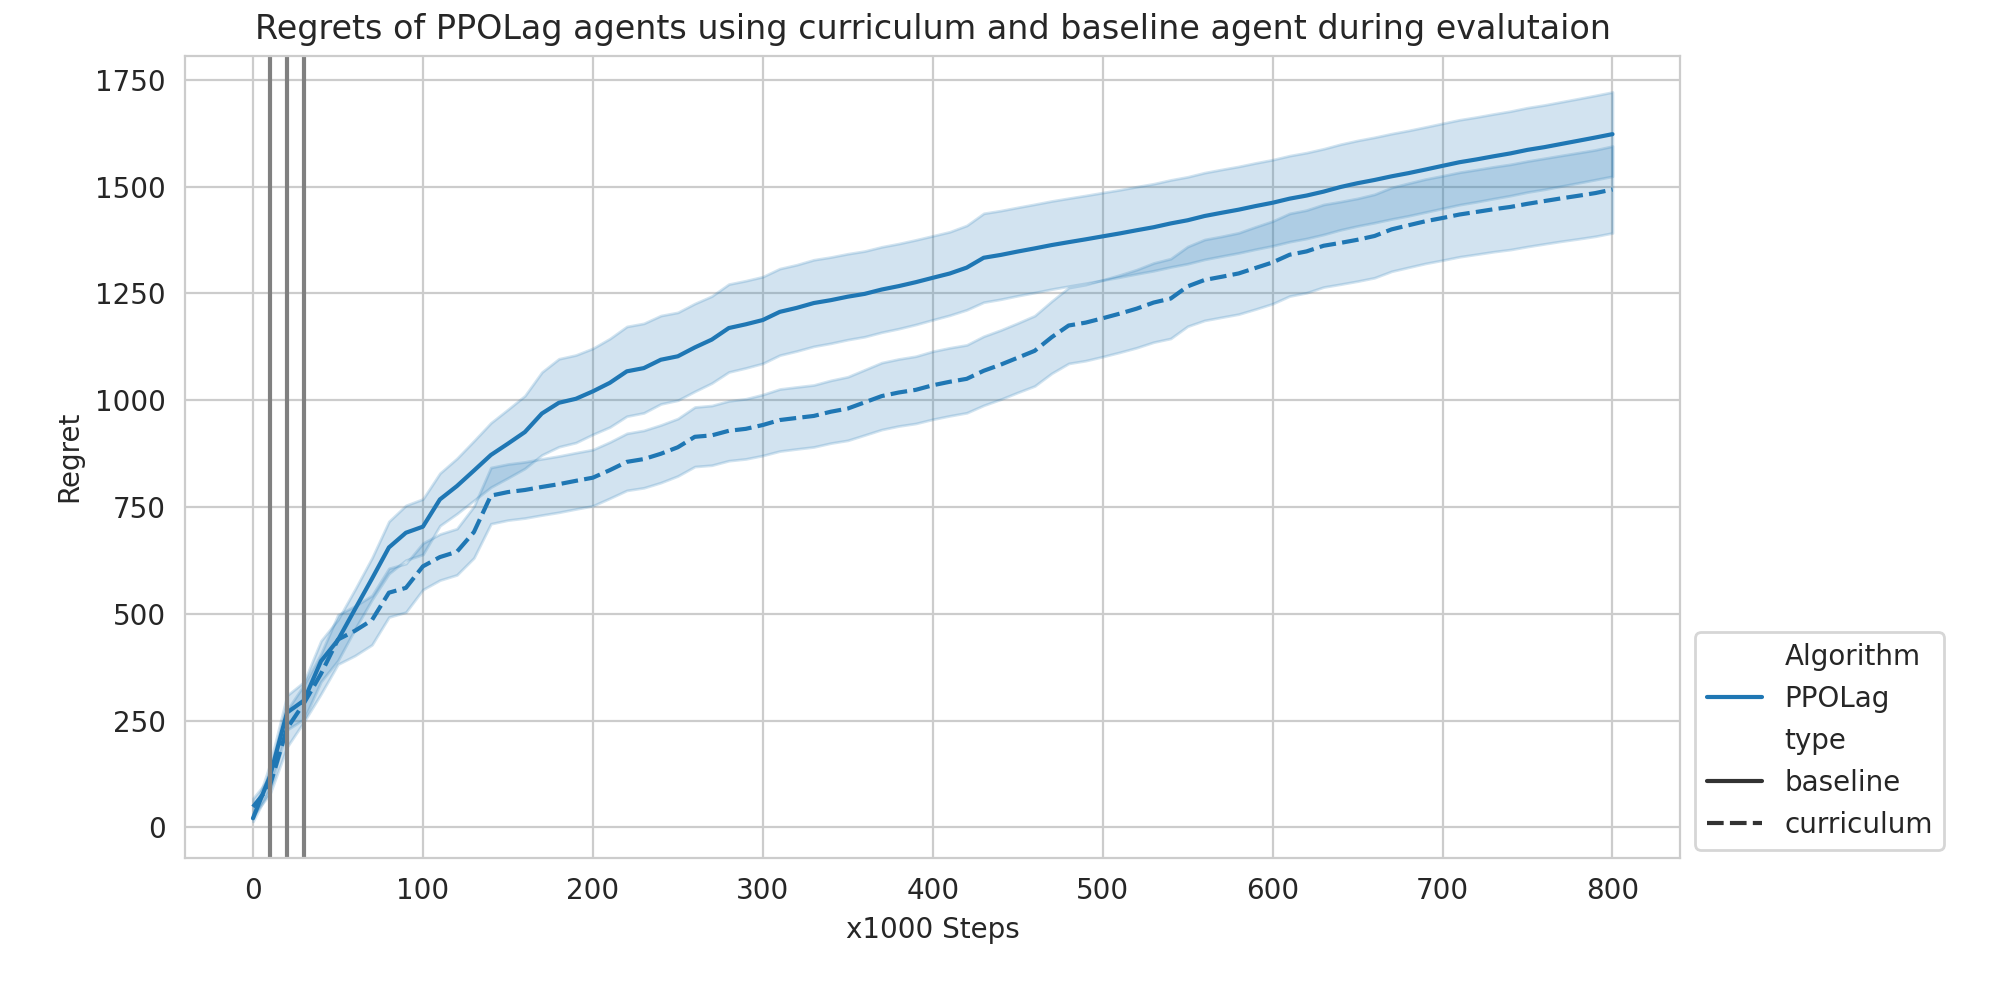 Regrets of PPOLag agents using curriculum and baseline agent during evalutaion
1750
1500
1250
1000
750
500
250
0
Regret
0 100 200 300 400 500 600 700 800
x1000 Steps
Algorithm
PPOLag
type
baseline
curriculum